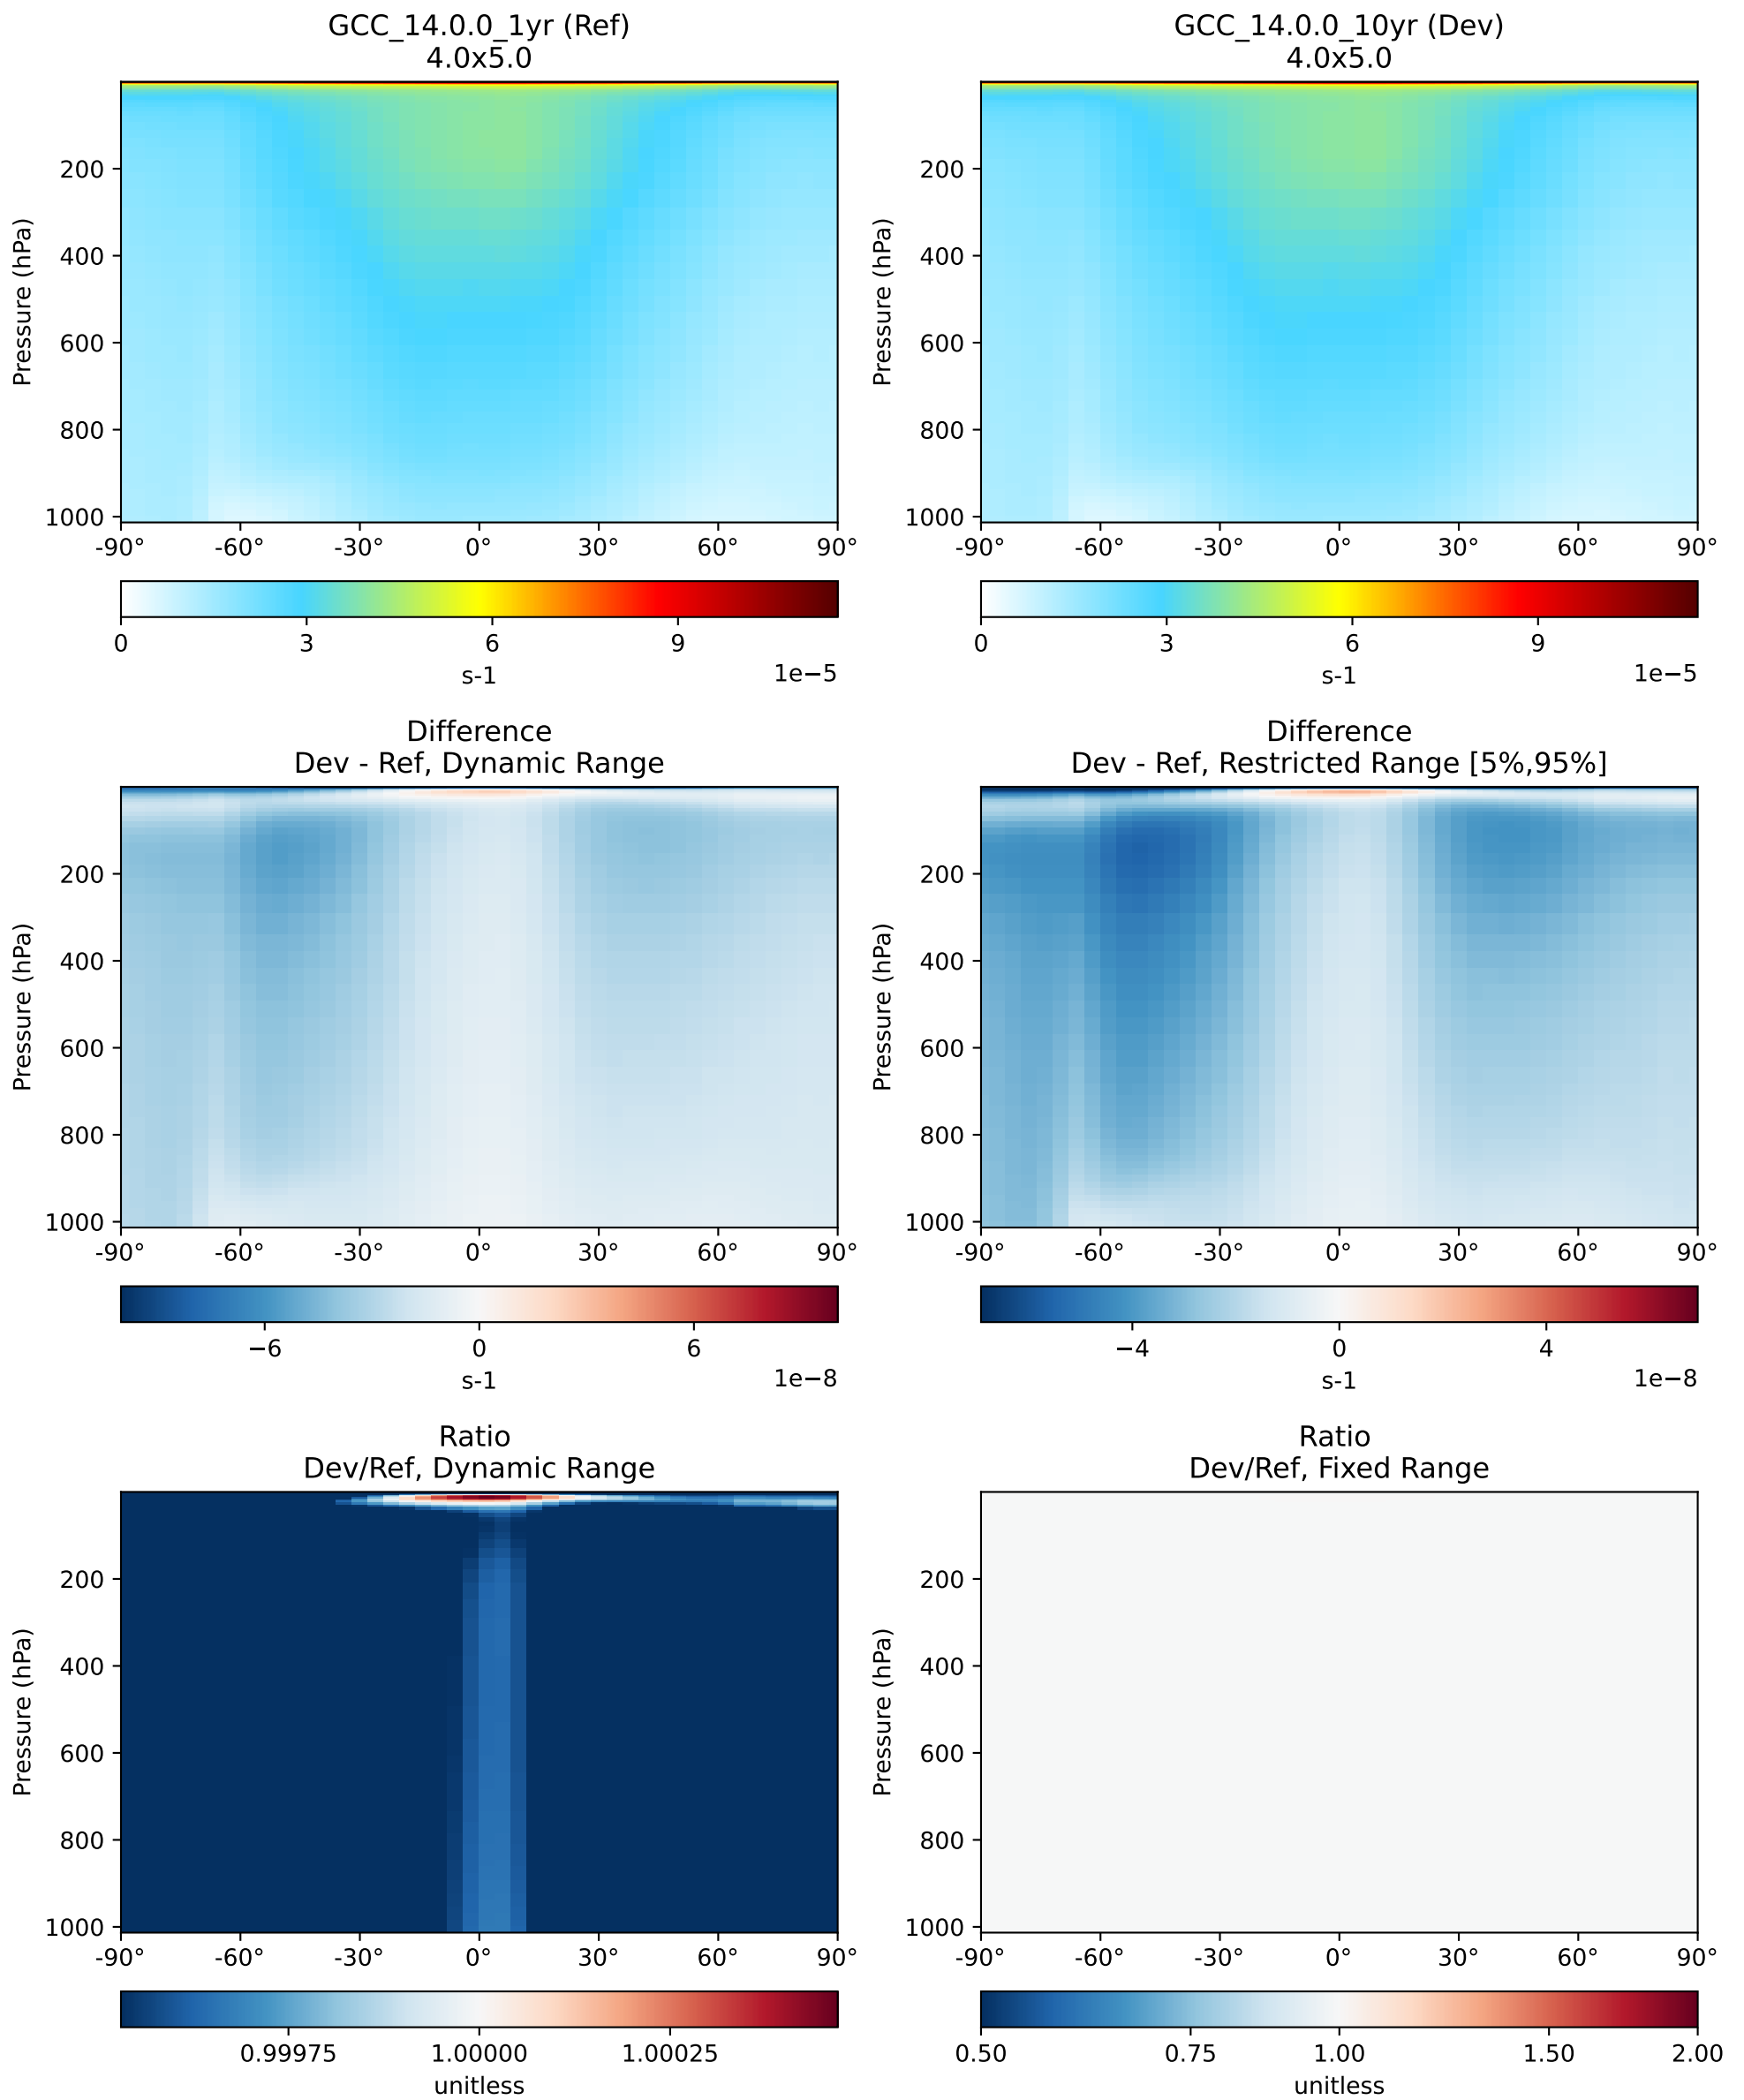 GCC_14.0.0_1yr (Ref)
4.0x5.0
Pressure (hPa)
200
400
600
800
1000
-90° -60° -30° 0° 30° 60° 90°
0 3 6 9
1e−5
s-1
GCC_14.0.0_10yr (Dev)
4.0x5.0
Pressure (hPa)
200
400
600
800
1000
-90° -60° -30° 0° 30° 60° 90°
0 3 6 9
1e−5
s-1
Difference
Dev - Ref, Dynamic Range
Pressure (hPa)
200
400
600
800
1000
-90° -60° -30° 0° 30° 60° 90°
−6 0 6
1e−8
s-1
Difference
Dev - Ref, Restricted Range [5%,95%]
Pressure (hPa)
200
400
600
800
1000
-90° -60° -30° 0° 30° 60° 90°
−4 0 4
1e−8
s-1
Ratio
Dev/Ref, Dynamic Range
Pressure (hPa)
200
400
600
800
1000
-90° -60° -30° 0° 30° 60° 90°
0.99975 1.00000 1.00025
unitless
Ratio
Dev/Ref, Fixed Range
Pressure (hPa)
200
400
600
800
1000
-90° -60° -30° 0° 30° 60° 90°
0.50 0.75 1.00 1.50 2.00
unitless